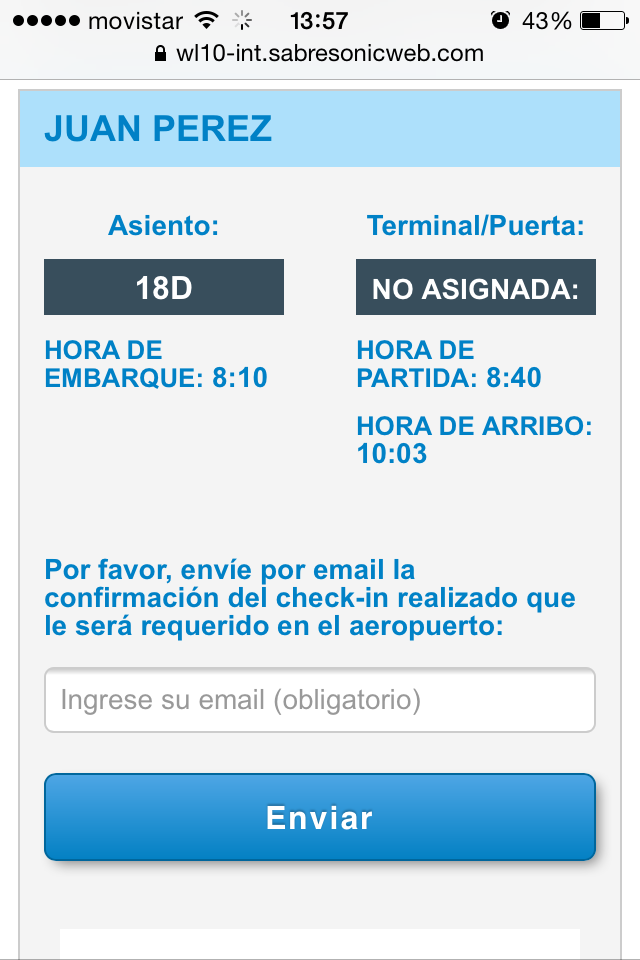 movistar 13:57 43%
wl10-int.sabresonicweb.com
JUAN PEREZ
Asiento:
18D
HORA DE
EMBARQUE: 8:10
Terminal/Puerta:
NO ASIGNADA:
HORA DE
PARTIDA: 8:40
HORA DE ARRIBO:
10:03
Por favor, envíe por email la
confirmación del check-in realizado que
le será requerido en el aeropuerto:
Ingrese su email (obligatorio)
Enviar